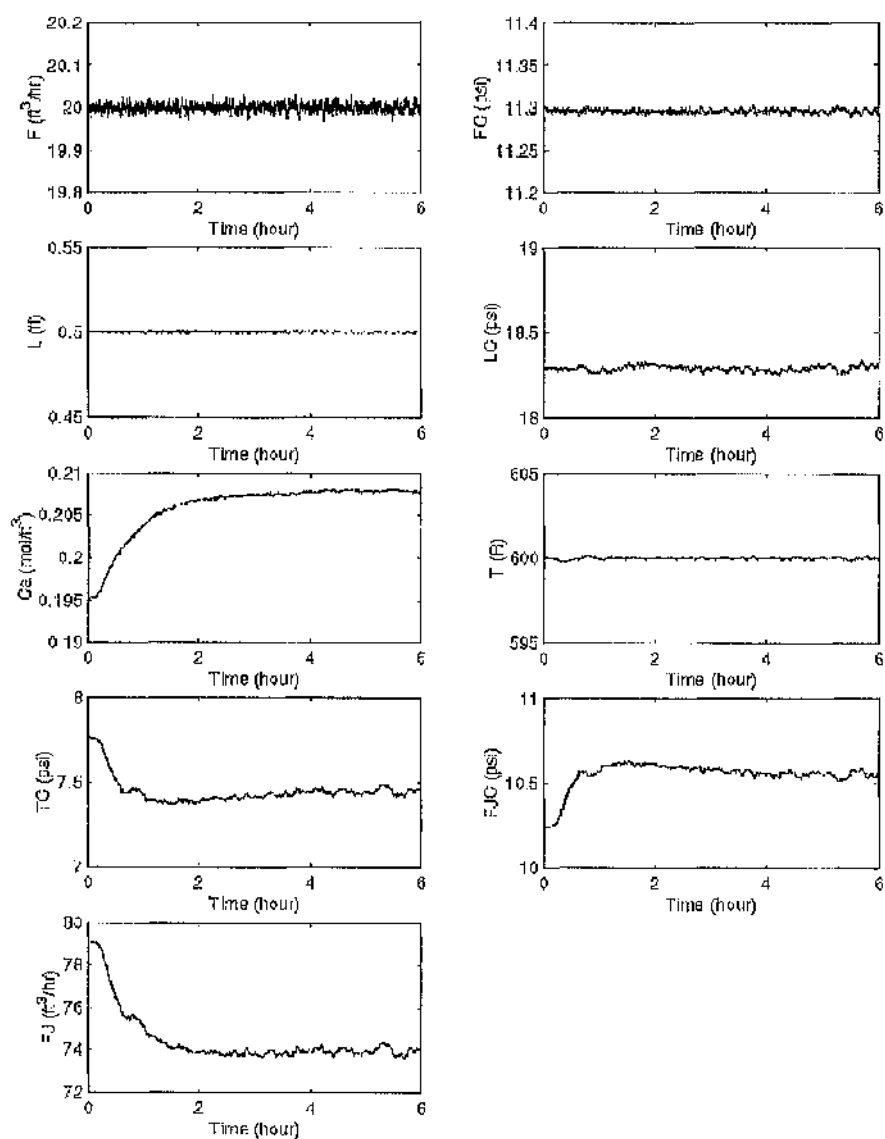 20.2
20.1
20
19.9
19.8
F (ft^3/hr)
0 2 4 6
Time (hour)
11.4
11.35
11.3
11.25
11.2
FC (psi)
0 2 4 6
Time (hour)
0.55
0.5
0.45
L (ft)
0 2 4 6
Time (hour)
19
18.5
18
LC (psi)
0 2 4 6
Time (hour)
0.21
0.205
0.2
0.195
0.19
Ca (mol/ft^3)
0 2 4 6
Time (hour)
605
600
595
T (R)
0 2 4 6
Time (hour)
8
7.5
7
TC (psi)
0 2 4 6
Time (hour)
11
10.5
10
FJC (psi)
0 2 4 6
Time (hour)
80
78
76
74
72
FJ (ft^3/hr)
0 2 4 6
Time (hour)